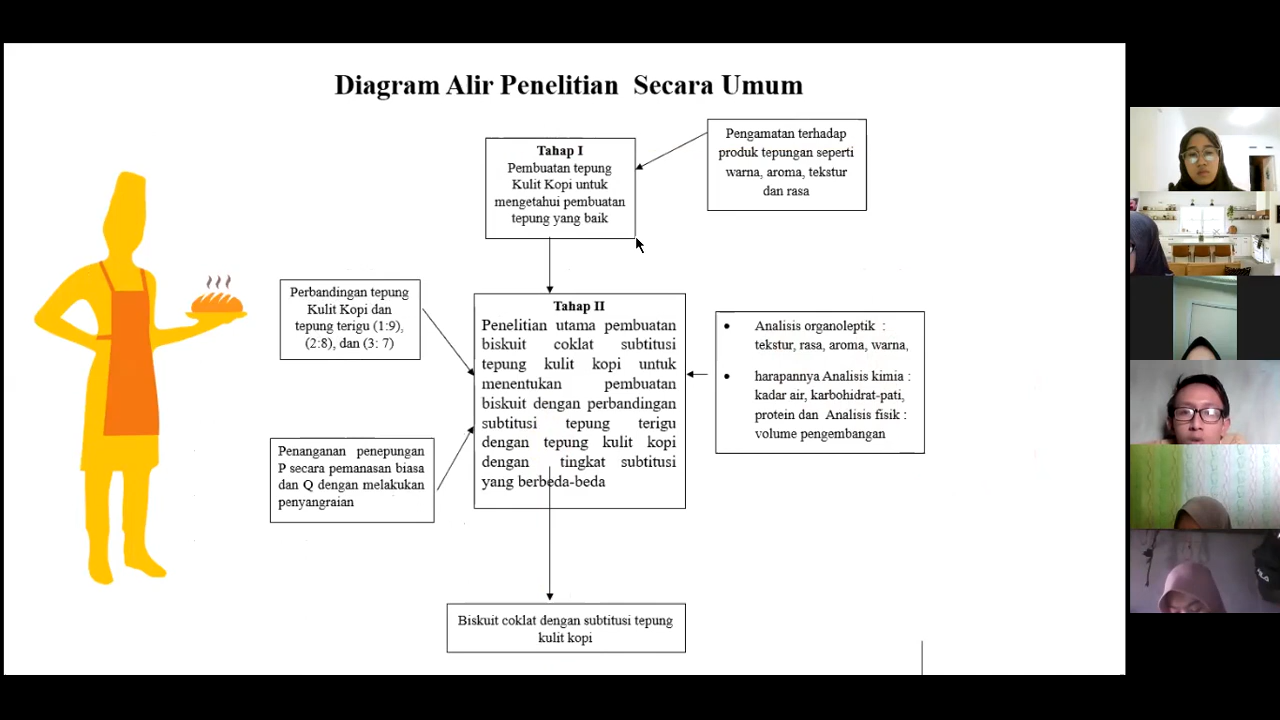 Diagram Alir Penelitian Secara Umum
Tahap I
Pembuatan tepung
Kulit Kopi untuk
mengetahui pembuatan
tepung yang baik
Pengamatan terhadap
produk tepungan seperti
warna, aroma, tekstur
dan rasa
Perbandingan tepung
Kulit Kopi dan
tepung terigu (1:9),
(2:8), dan (3: 7)
Tahap II
Penelitian utama pembuatan
biskuit coklat subtitusi
tepung kulit kopi untuk
menentukan pembuatan
biskuit dengan perbandingan
subtitusi tepung terigu
dengan tepung kulit kopi
dengan tingkat subtitusi
yang berbeda-beda
• Analisis organoleptik :
tekstur, rasa, aroma, warna,
• harapannya Analisis kimia :
kadar air, karbohidrat-pati,
protein dan Analisis fisik :
volume pengembangan
Penanganan penepungan
P secara pemanasan biasa
dan Q dengan melakukan
penyangraian
Biskuit coklat dengan subtitusi tepung
kulit kopi